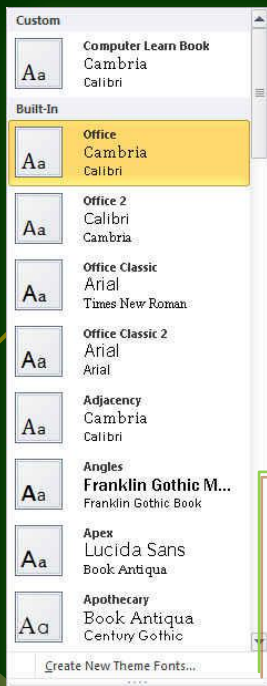 Custom
Aa
Computer Learn Book
Cambria
Calibri
Built-In
Aa
Office
Cambria
Calibri
Aa
Office 2
Calibri
Cambria
Aa
Office Classic
Arial
Times New Roman
Aa
Office Classic 2
Arial
Arial
Aa
Adjacency
Cambria
Calibri
Aa
Angles
Franklin Gothic M...
Franklin Gothic Book
Aa
Apex
Lucida Sans
Book Antiqua
Aa
Apothecary
Book Antiqua
Century Gothic
Create New Theme Fonts...